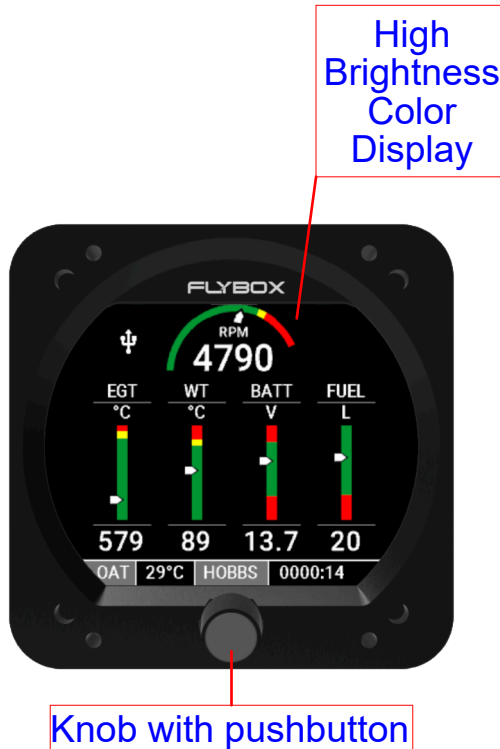 High
Brightness
Color
Display
FLYBOX
RPM
4790
EGT WT BATT FUEL
°C °C V L
579 89 13.7 20
OAT 29°C HOBBS 0000:14
Knob with pushbutton